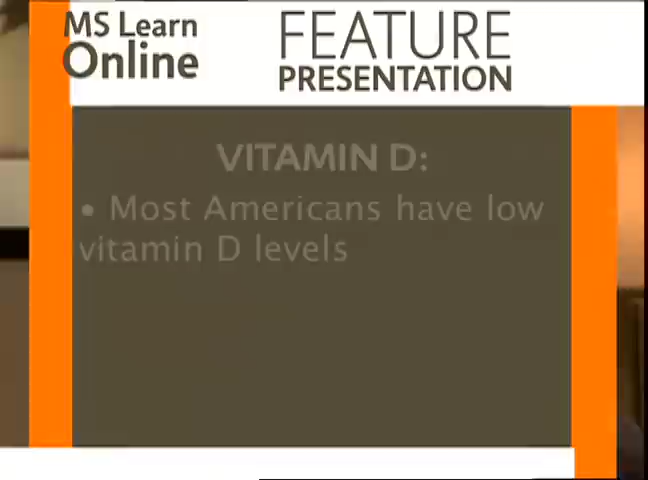 MS Learn
Online
FEATURE
PRESENTATION
VITAMIN D:
• Most Americans have low
vitamin D levels